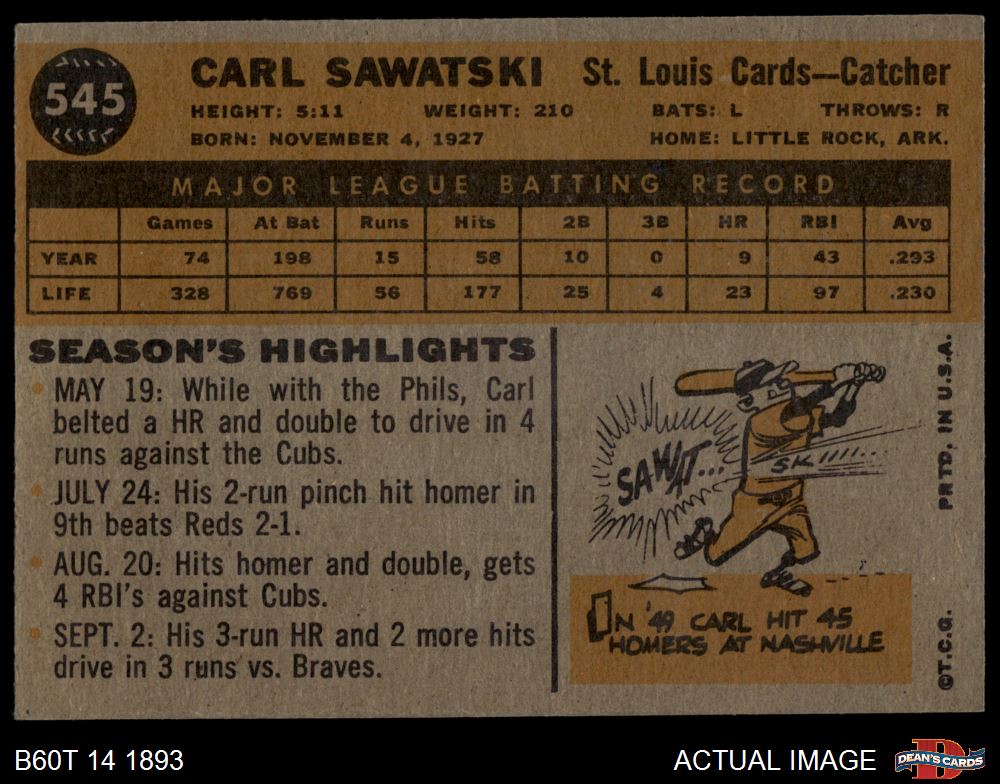 545
CARL SAWATSKI St. Louis Cards—Catcher
HEIGHT: 5:11 WEIGHT: 210 BATS: L THROWS: R
BORN: NOVEMBER 4, 1927 HOME: LITTLE ROCK, ARK.
MAJOR LEAGUE BATTING RECORD
Games At Bat Runs Hits 2B 3B HR RBI Avg
YEAR 74 198 15 58 10 0 9 43 .293
LIFE 328 769 56 177 25 4 23 97 .230
SEASON'S HIGHLIGHTS
MAY 19: While with the Phils, Carl
belted a HR and double to drive in 4
runs against the Cubs.
JULY 24: His 2-run pinch hit homer in
9th beats Reds 2-1.
AUG. 20: Hits homer and double, gets
4 RBI's against Cubs.
SEPT. 2: His 3-run HR and 2 more hits
drive in 3 runs vs. Braves.
SAWAT...
SK!!!!...
IN '49 CARL HIT 45
HOMERS AT NASHVILLE
PRTD. IN U.S.A.
©T.C.G.
B60T 14 1893
ACTUAL IMAGE
D
DEAN'S CARDS